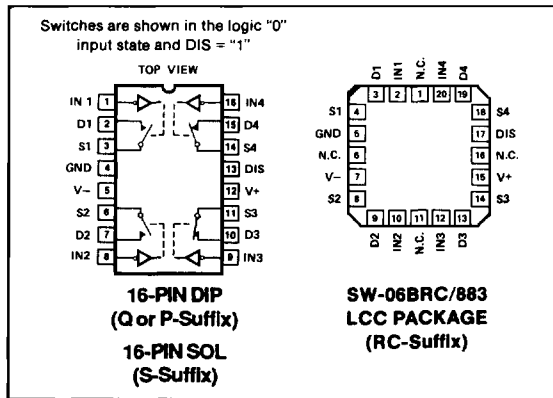 Switches are shown in the logic "0"
input state and DIS = "1"
TOP VIEW
IN 1 1 16 IN4
D1 2 15 D4
S1 3 14 S4
GND 4 13 DIS
V− 5 12 V+
S2 6 11 S3
D2 7 10 D3
IN2 8 9 IN3
16-PIN DIP
(Q or P-Suffix)
16-PIN SOL
(S-Suffix)
D1 IN1 N.C. IN4 D4
3 2 1 20 19
S1 4 18 S4
GND 5 17 DIS
N.C. 6 16 N.C.
V− 7 15 V+
S2 8 14 S3
9 10 11 12 13
D2 IN2 N.C. IN3 D3
SW-06BRC/883
LCC PACKAGE
(RC-Suffix)